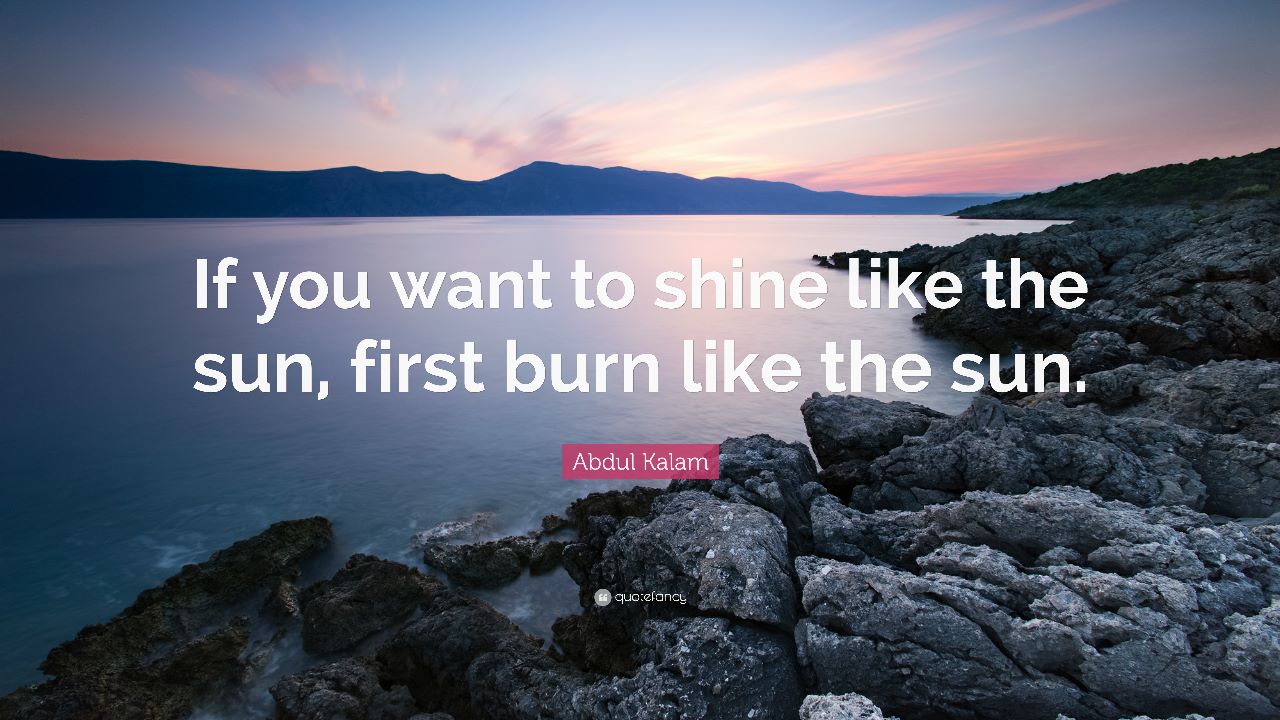 If you want to shine like the
sun, first burn like the sun.
Abdul Kalam
quotefancy